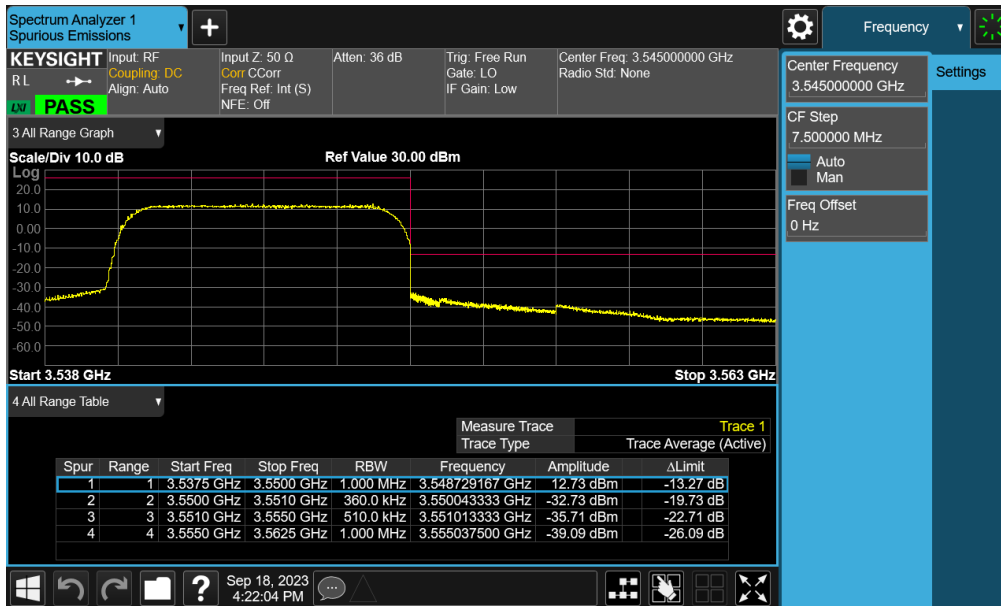 Spectrum Analyzer 1
Spurious Emissions
+
Frequency
KEYSIGHT
R L
LXI
PASS
Input: RF
Coupling: DC
Align: Auto
Input Z: 50 Ω
Corr CCorr
Freq Ref: Int (S)
NFE: Off
Atten: 36 dB
Trig: Free Run
Gate: LO
IF Gain: Low
Center Freq: 3.545000000 GHz
Radio Std: None
Center Frequency
3.545000000 GHz
Settings
CF Step
7.500000 MHz
Auto
Man
Freq Offset
0 Hz
3 All Range Graph
Scale/Div 10.0 dB
Ref Value 30.00 dBm
Log
20.0
10.0
0.00
-10.0
-20.0
-30.0
-40.0
-50.0
-60.0
Start 3.538 GHz
Stop 3.563 GHz
4 All Range Table
Measure Trace Trace 1
Trace Type Trace Average (Active)
Spur Range Start Freq Stop Freq RBW Frequency Amplitude ΔLimit
1 1 3.5375 GHz 3.5500 GHz 1.000 MHz 3.548729167 GHz 12.73 dBm -13.27 dB
2 2 3.5500 GHz 3.5510 GHz 360.0 kHz 3.550043333 GHz -32.73 dBm -19.73 dB
3 3 3.5510 GHz 3.5550 GHz 510.0 kHz 3.551013333 GHz -35.71 dBm -22.71 dB
4 4 3.5550 GHz 3.5625 GHz 1.000 MHz 3.555037500 GHz -39.09 dBm -26.09 dB
?
Sep 18, 2023
4:22:04 PM